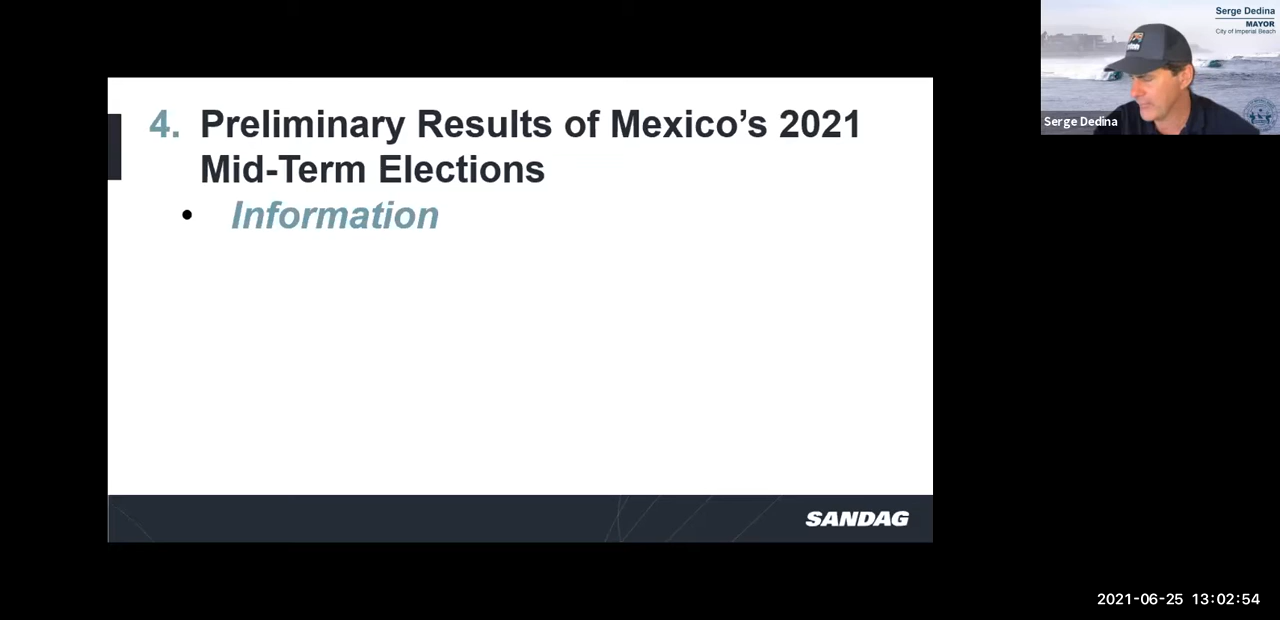 Serge Dedina
MAYOR
City of Imperial Beach
Serge Dedina
4. Preliminary Results of Mexico’s 2021
Mid-Term Elections
• Information
SANDAG
2021-06-25 13:02:54